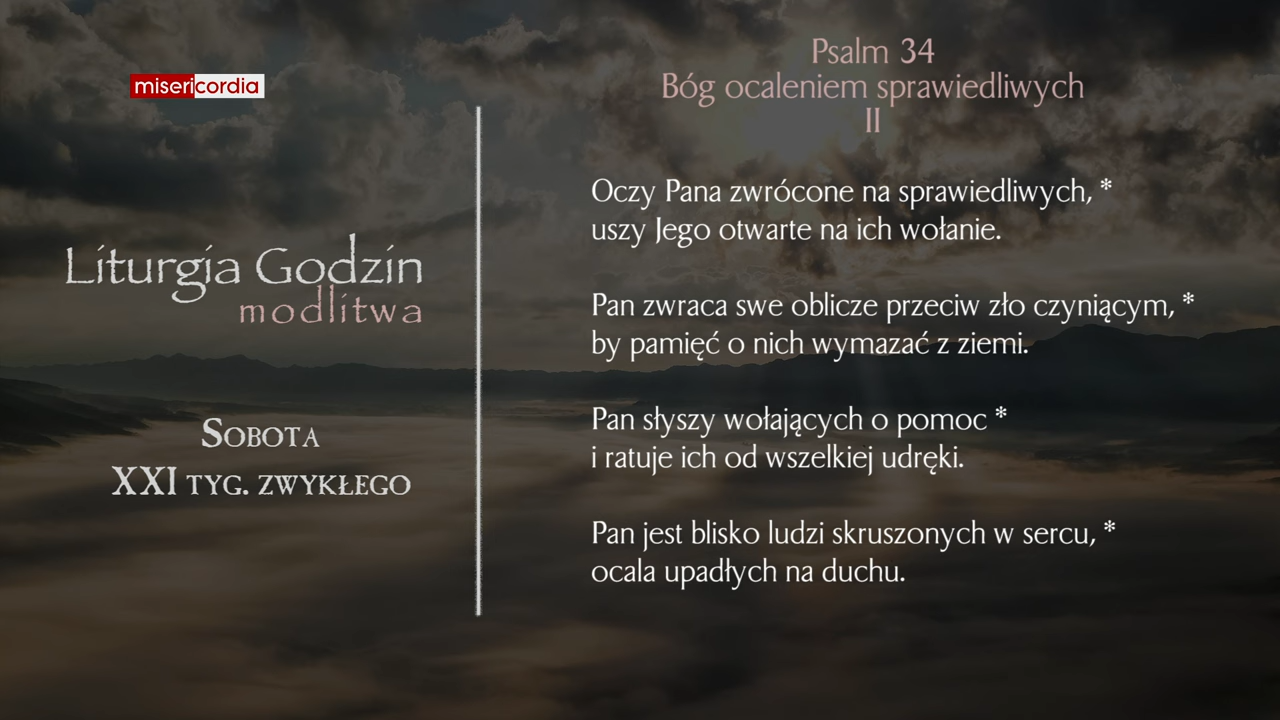 misericordia
Liturgia Godzin
modlitwa
Sobota
XXI tyg. zwykłego
Psalm 34
Bóg ocaleniem sprawiedliwych
II
Oczy Pana zwrócone na sprawiedliwych, *
uszy Jego otwarte na ich wołanie.
Pan zwraca swe oblicze przeciw zło czyniącym, *
by pamięć o nich wymazać z ziemi.
Pan słyszy wołających o pomoc *
i ratuje ich od wszelkiej udręki.
Pan jest blisko ludzi skruszonych w sercu, *
ocala upadłych na duchu.